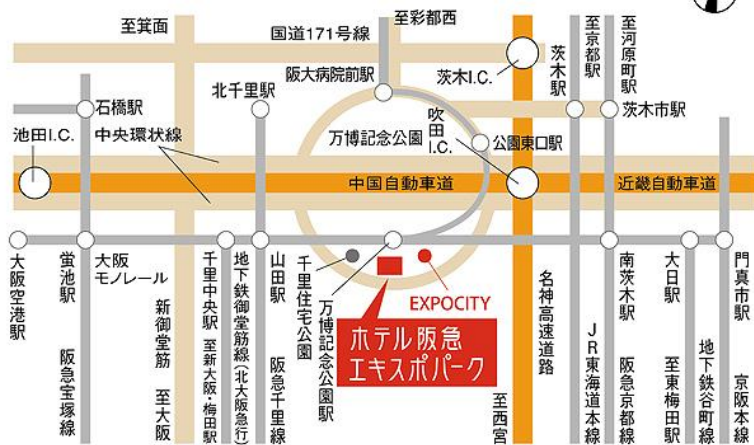 至箕面
国道171号線
至彩都西
至京都駅
至河原町駅
茨木駅
阪大病院前駅
茨木I.C.
石橋駅
北千里駅
茨木市駅
池田I.C.
中央環状線
万博記念公園
吹田
I.C.
公園東口駅
中国自動車道
近畿自動車道
大阪空港駅
蛍池駅
大阪
モノレール
千里中央駅
地下鉄御堂筋線(北大阪急行)
山田駅
千里住宅公園
万博記念公園駅
EXPOCITY
名神高速道路
南茨木駅
大日駅
門真市駅
ホテル阪急
エキスポパーク
阪急宝塚線
新御堂筋
至大阪
至新大阪・梅田駅
阪急千里線
至西宮
JR東海道本線
阪急京都線
至東梅田駅
地下鉄谷町線
京阪本線